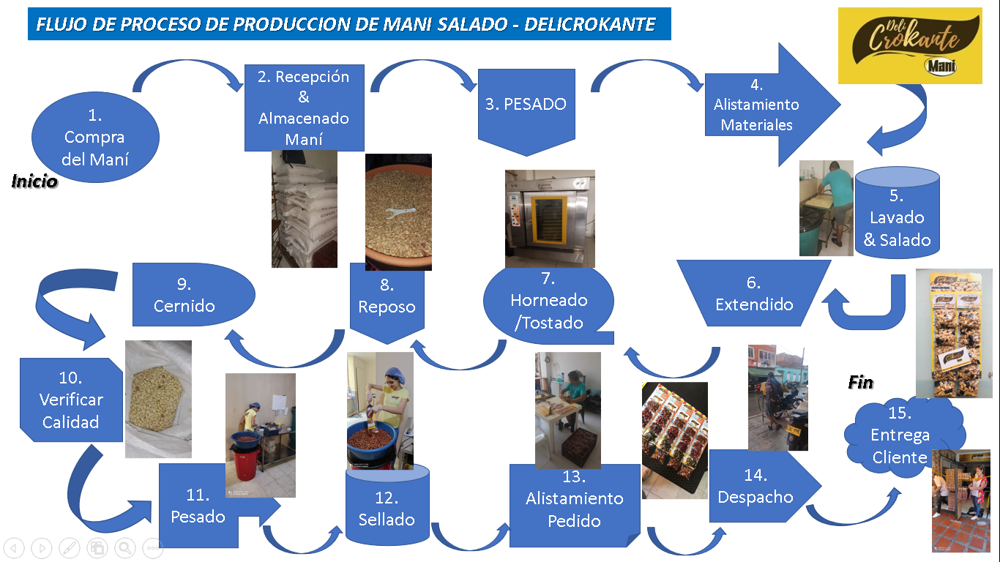 FLUJO DE PROCESO DE PRODUCCION DE MANI SALADO - DELICROKANTE
Deli
Crokante
Mani
1.
Compra
del Maní
Inicio
2. Recepción
&
Almacenado
Maní
3. PESADO
4.
Alistamiento
Materiales
5.
Lavado
& Salado
6.
Extendido
7.
Horneado
/Tostado
8.
Reposo
9.
Cernido
10.
Verificar
Calidad
11.
Pesado
12.
Sellado
13.
Alistamiento
Pedido
14.
Despacho
Fin
15.
Entrega
Cliente